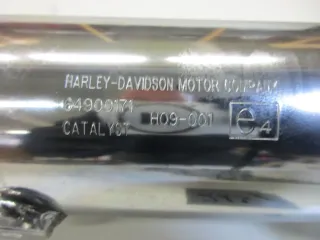 HARLEY-DAVIDSON MOTOR COMPANY
64900171
CATALYST H09-001 e4